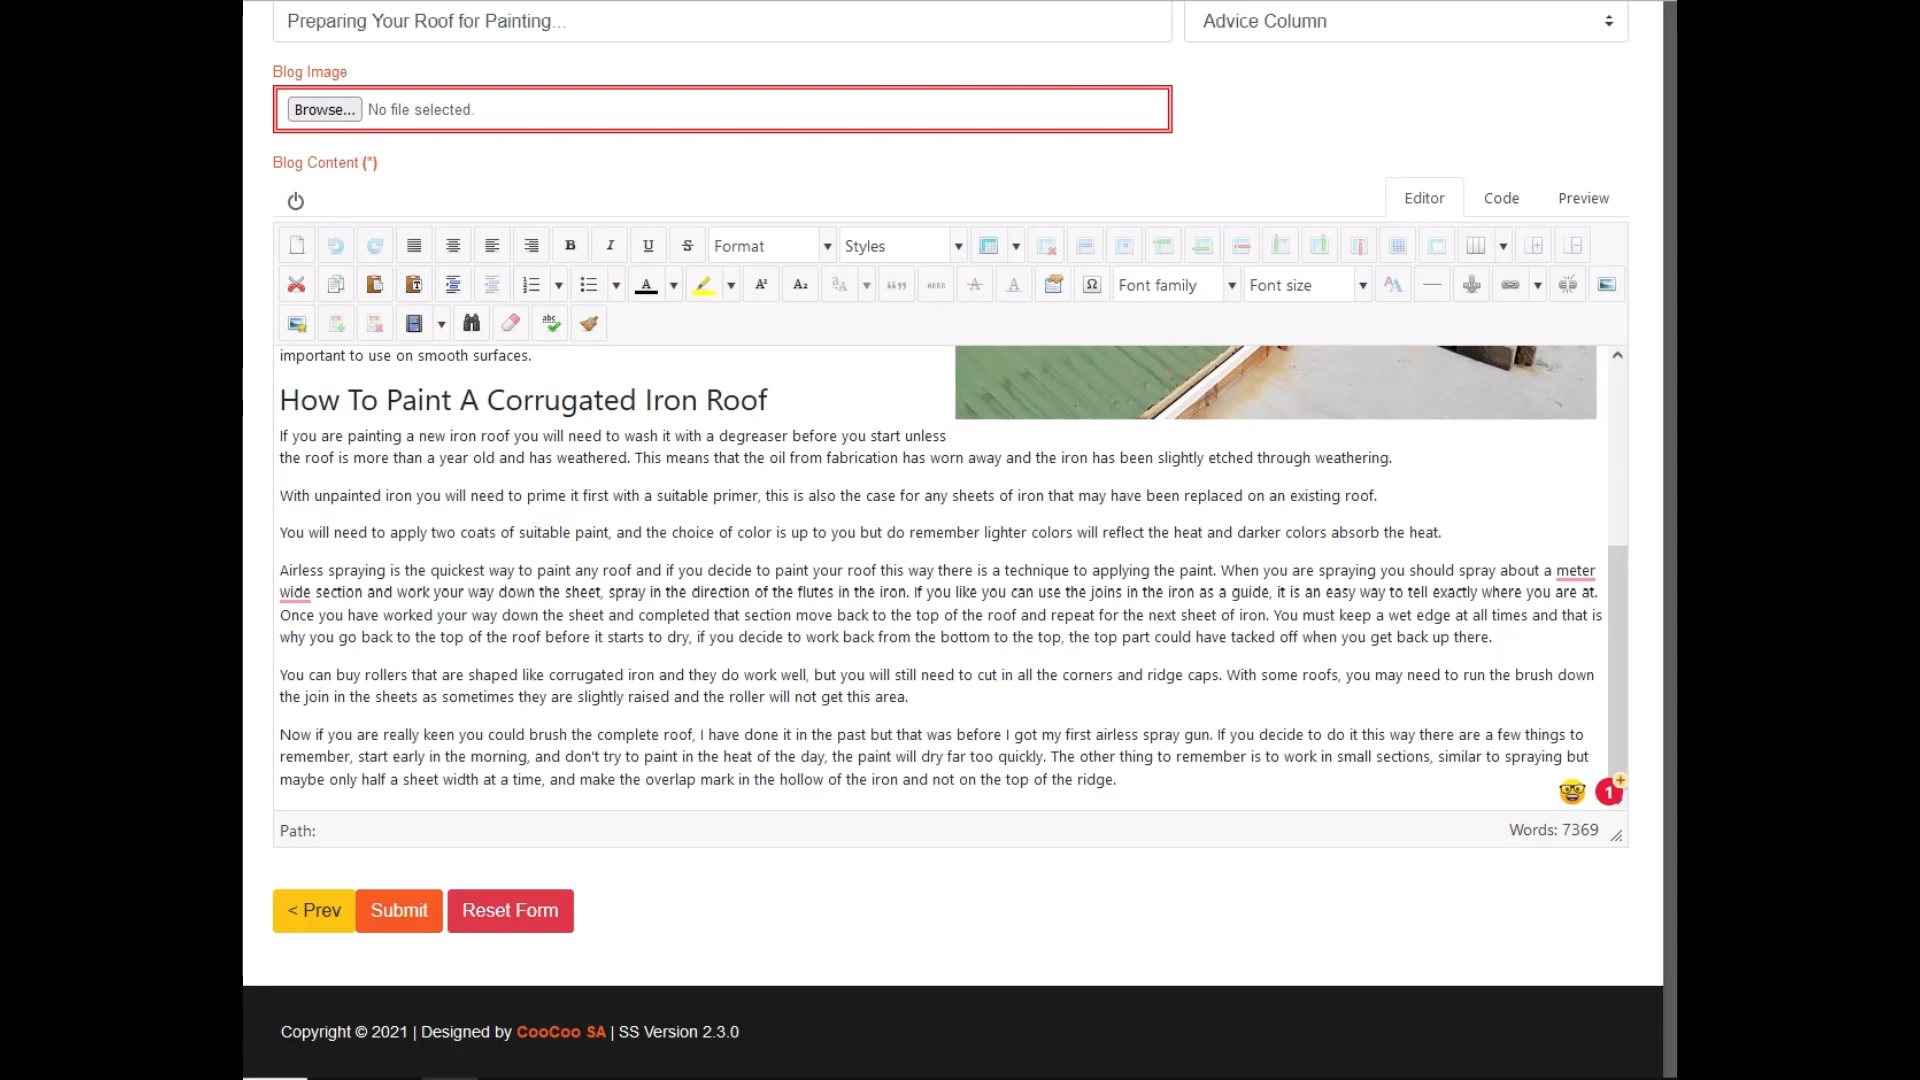 Preparing Your Roof for Painting...
Advice Column
Blog Image
Browse... No file selected.
Blog Content (*)
Editor Code Preview
B I U S Format Styles
Font family Font size
important to use on smooth surfaces.
How To Paint A Corrugated Iron Roof
If you are painting a new iron roof you will need to wash it with a degreaser before you start unless
the roof is more than a year old and has weathered. This means that the oil from fabrication has worn away and the iron has been slightly etched through weathering.
With unpainted iron you will need to prime it first with a suitable primer, this is also the case for any sheets of iron that may have been replaced on an existing roof.
You will need to apply two coats of suitable paint, and the choice of color is up to you but do remember lighter colors will reflect the heat and darker colors absorb the heat.
Airless spraying is the quickest way to paint any roof and if you decide to paint your roof this way there is a technique to applying the paint. When you are spraying you should spray about a meter
wide section and work your way down the sheet, spray in the direction of the flutes in the iron. If you like you can use the joins in the iron as a guide, it is an easy way to tell exactly where you are at.
Once you have worked your way down the sheet and completed that section move back to the top of the roof and repeat for the next sheet of iron. You must keep a wet edge at all times and that is
why you go back to the top of the roof before it starts to dry, if you decide to work back from the bottom to the top, the top part could have tacked off when you get back up there.
You can buy rollers that are shaped like corrugated iron and they do work well, but you will still need to cut in all the corners and ridge caps. With some roofs, you may need to run the brush down
the join in the sheets as sometimes they are slightly raised and the roller will not get this area.
Now if you are really keen you could brush the complete roof, I have done it in the past but that was before I got my first airless spray gun. If you decide to do it this way there are a few things to
remember, start early in the morning, and don't try to paint in the heat of the day, the paint will dry far too quickly. The other thing to remember is to work in small sections, similar to spraying but
maybe only half a sheet width at a time, and make the overlap mark in the hollow of the iron and not on the top of the ridge.
1
Path:
Words: 7369
< Prev Submit Reset Form
Copyright © 2021 | Designed by CooCoo SA | SS Version 2.3.0